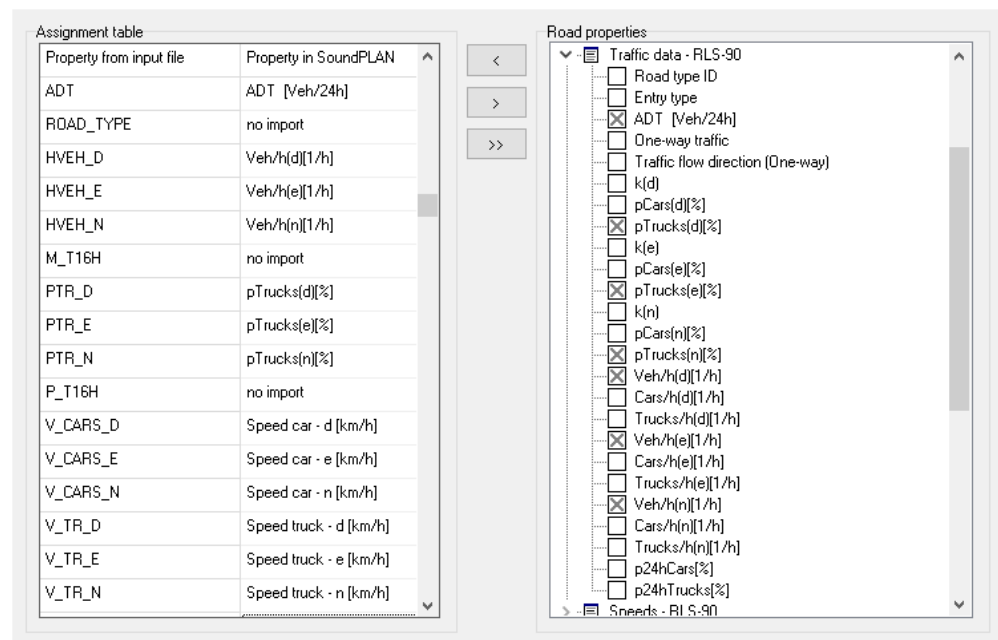 Assignment table
Property from input file Property in SoundPLAN
ADT ADT [Veh/24h]
ROAD_TYPE no import
HVEH_D Veh/h(d)[1/h]
HVEH_E Veh/h(e)[1/h]
HVEH_N Veh/h(n)[1/h]
M_T16H no import
PTR_D pTrucks(d)[%]
PTR_E pTrucks(e)[%]
PTR_N pTrucks(n)[%]
P_T16H no import
V_CARS_D Speed car - d [km/h]
V_CARS_E Speed car - e [km/h]
V_CARS_N Speed car - n [km/h]
V_TR_D Speed truck - d [km/h]
V_TR_E Speed truck - e [km/h]
V_TR_N Speed truck - n [km/h]
<
>
>>
Road properties
Traffic data - RLS-90
Road type ID
Entry type
ADT [Veh/24h]
One-way traffic
Traffic flow direction (One-way)
k(d)
pCars(d)[%]
pTrucks(d)[%]
k(e)
pCars(e)[%]
pTrucks(e)[%]
k(n)
pCars(n)[%]
pTrucks(n)[%]
Veh/h(d)[1/h]
Cars/h(d)[1/h]
Trucks/h(d)[1/h]
Veh/h(e)[1/h]
Cars/h(e)[1/h]
Trucks/h(e)[1/h]
Veh/h(n)[1/h]
Cars/h(n)[1/h]
Trucks/h(n)[1/h]
p24hCars[%]
p24hTrucks[%]
Speeds - RLS-90